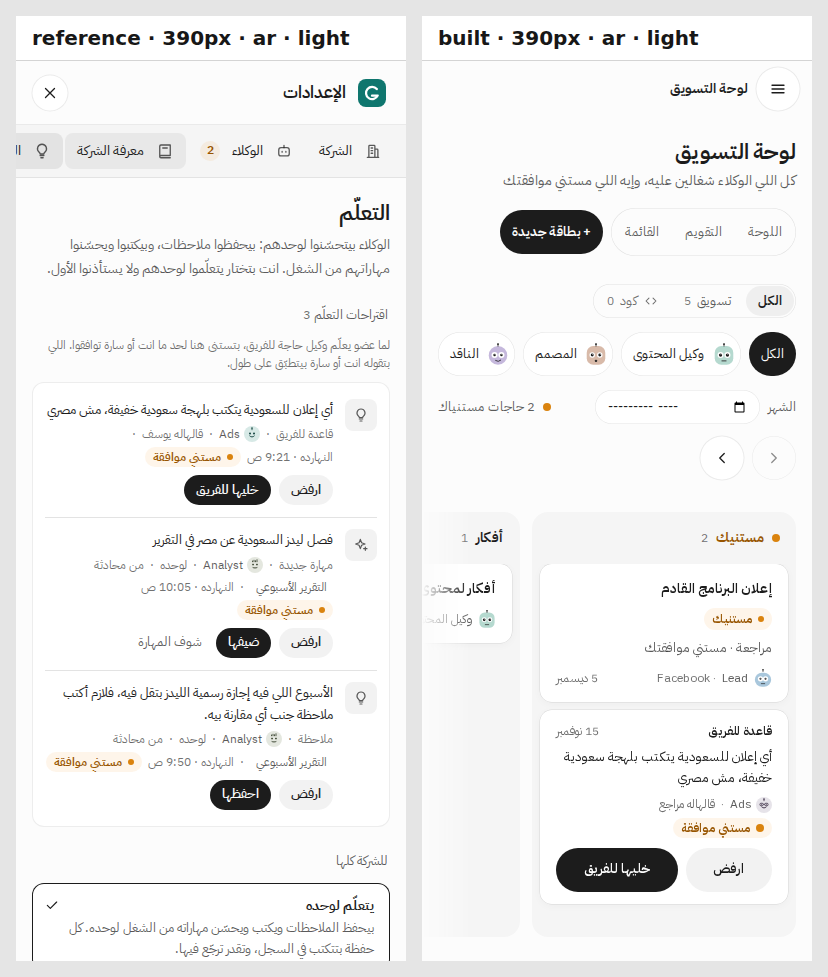 reference · 390px · ar · light
الإعدادات
الشركة
الوكلاء 2
معرفة الشركة
التعلّم
الوكلاء بيتحسّنوا لوحدهم: بيحفظوا ملاحظات، وبيكتبوا ويحسّنوا
مهاراتهم من الشغل. انت بتختار يتعلّموا لوحدهم ولا يستأذنوا الأول.
اقتراحات التعلّم 3
لما عضو يعلّم وكيل حاجة للفريق، بتستنى هنا لحد ما انت أو سارة توافقوا. اللي
بتقوله انت أو سارة بيتطبّق على طول.
أي إعلان للسعودية يتكتب بلهجة سعودية خفيفة، مش مصري
قاعدة للفريق · Ads · قالهاله يوسف ·
النهارده · 9:21 ص مستني موافقة
ارفض
خليها للفريق
فصل ليدز السعودية عن مصر في التقرير
مهارة جديدة · Analyst · لوحده · من محادثة
التقرير الأسبوعي · النهارده · 10:05 ص
مستني موافقة
ارفض
ضيفها
شوف المهارة
الأسبوع اللي فيه إجازة رسمية الليدز بتقل فيه، فلازم أكتب
ملاحظة جنب أي مقارنة بيه.
ملاحظة · Analyst · لوحده · من محادثة
التقرير الأسبوعي · النهارده · 9:50 ص مستني موافقة
ارفض
احفظها
للشركة كلها
يتعلّم لوحده
بيحفظ الملاحظات ويكتب ويحسّن مهاراته من الشغل لوحده. كل
حفظة بتتكتب في السجل، وتقدر ترجّع فيها.
built · 390px · ar · light
لوحة التسويق
لوحة التسويق
كل اللي الوكلاء شغالين عليه، وإيه اللي مستني موافقتك
اللوحة
التقويم
القائمة
+ بطاقة جديدة
الكل
تسويق 5
كود 0
الكل
وكيل المحتوى
المصمم
الناقد
الشهر
--------- ----
2 حاجات مستنياك
مستنيك 2
إعلان البرنامج القادم
مستنيك
مراجعة · مستني موافقتك
Lead · Facebook
5 ديسمبر
قاعدة للفريق
15 نوفمبر
أي إعلان للسعودية يتكتب بلهجة سعودية
خفيفة، مش مصري
Ads · قالهاله مراجع
مستني موافقة
ارفض
خليها للفريق
أفكار 1
أفكار لمحتوى
وكيل